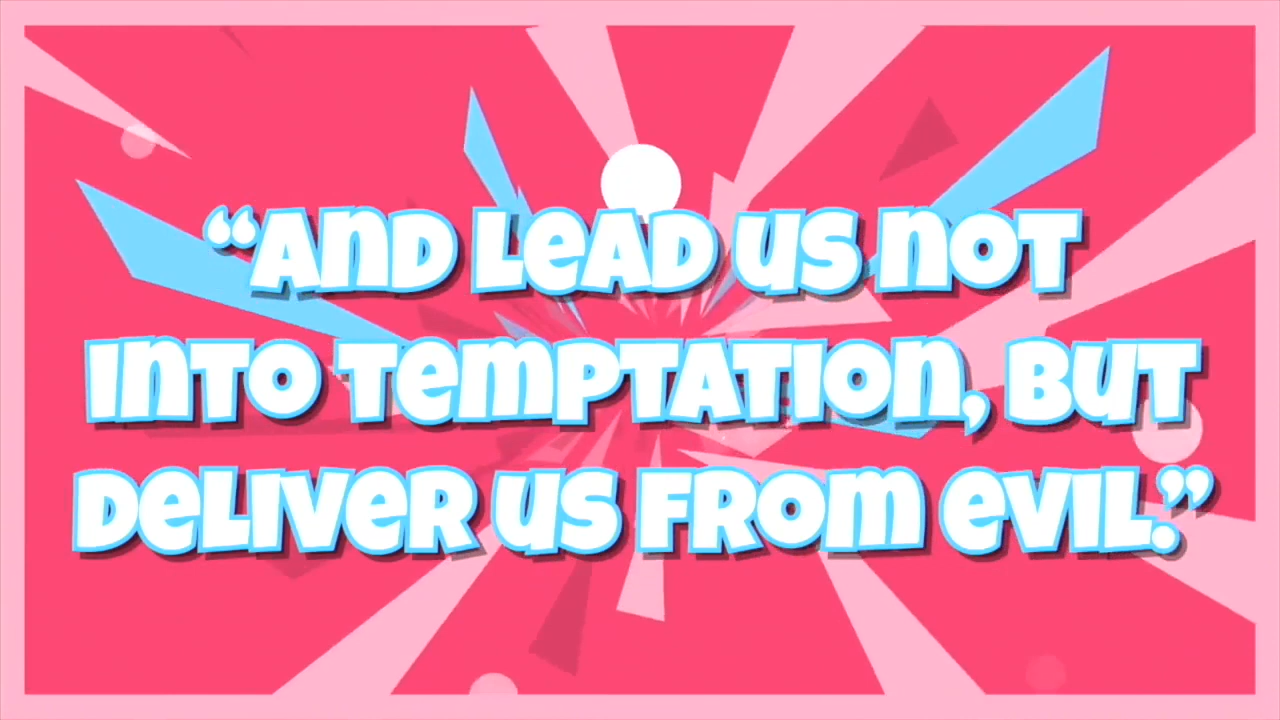 “And lead us not
into temptation, but
deliver us from evil.”